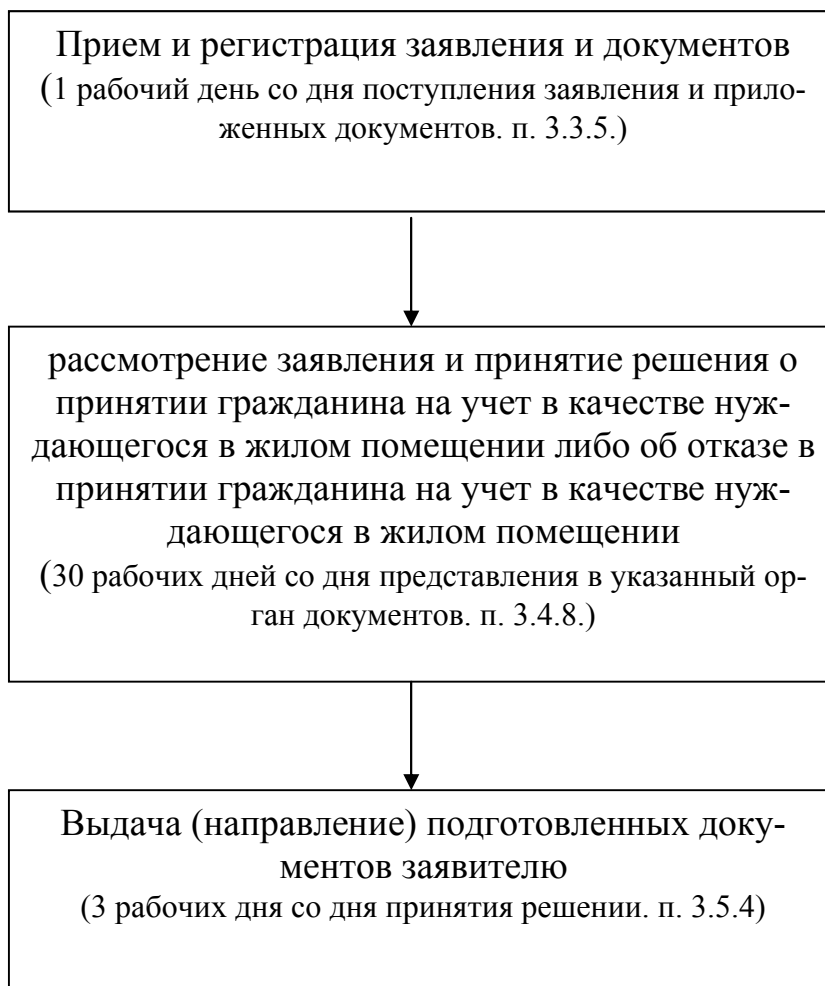 Прием и регистрация заявления и документов
(1 рабочий день со дня поступления заявления и прило-
женных документов. п. 3.3.5.)
рассмотрение заявления и принятие решения о
принятии гражданина на учет в качестве нуж-
дающегося в жилом помещении либо об отказе в
принятии гражданина на учет в качестве нуж-
дающегося в жилом помещении
(30 рабочих дней со дня представления в указанный ор-
ган документов. п. 3.4.8.)
Выдача (направление) подготовленных доку-
ментов заявителю
(3 рабочих дня со дня принятия решении. п. 3.5.4)